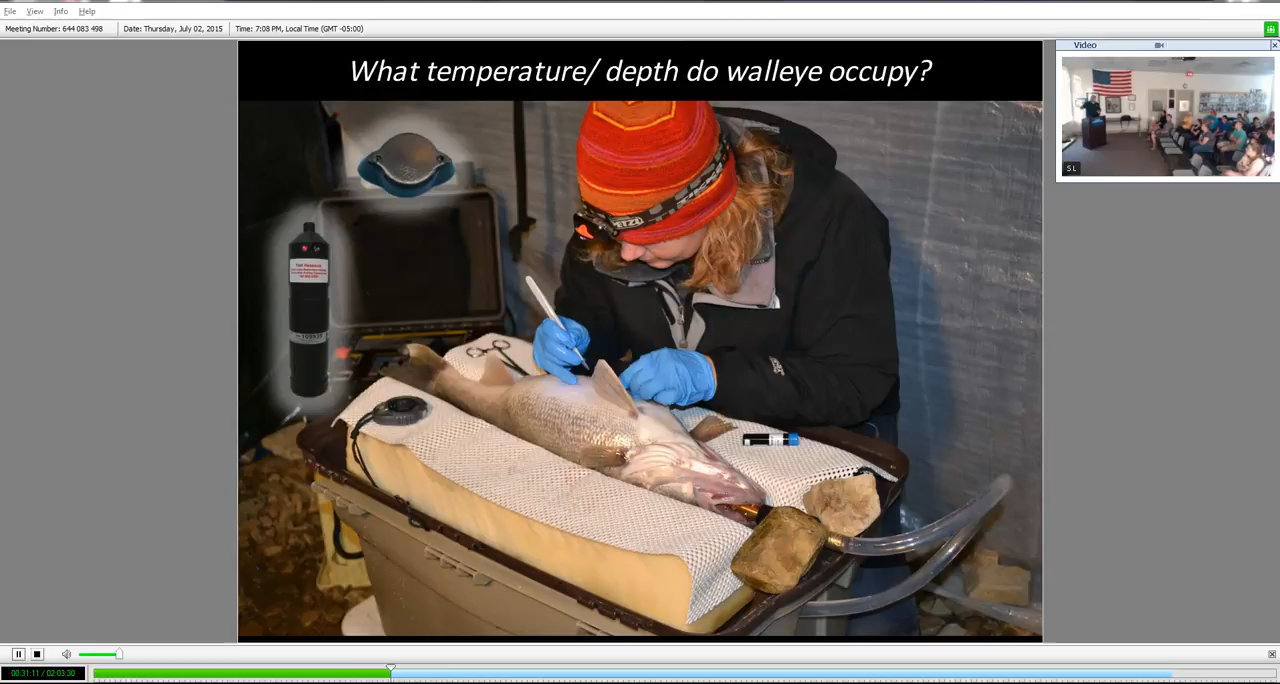 File View Info Help
Meeting Number: 644 083 498 Date: Thursday, July 02, 2015 Time: 7:08 PM, Local Time (GMT -05:00)
Video
What temperature/ depth do walleye occupy?
S L
PETZL
00:31:11 / 02:03:30